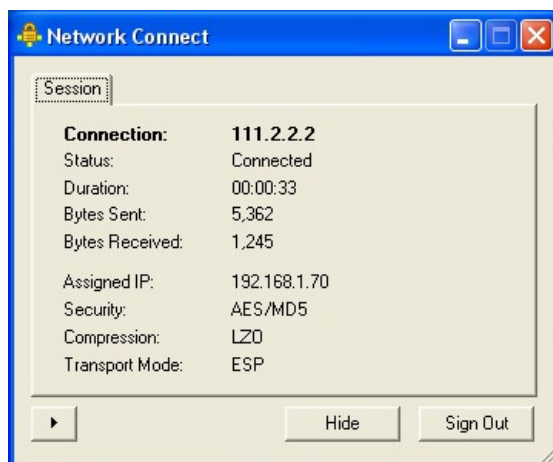 Network Connect
Session
Connection: 111.2.2.2
Status: Connected
Duration: 00:00:33
Bytes Sent: 5,362
Bytes Received: 1,245
Assigned IP: 192.168.1.70
Security: AES/MD5
Compression: LZO
Transport Mode: ESP
Hide Sign Out